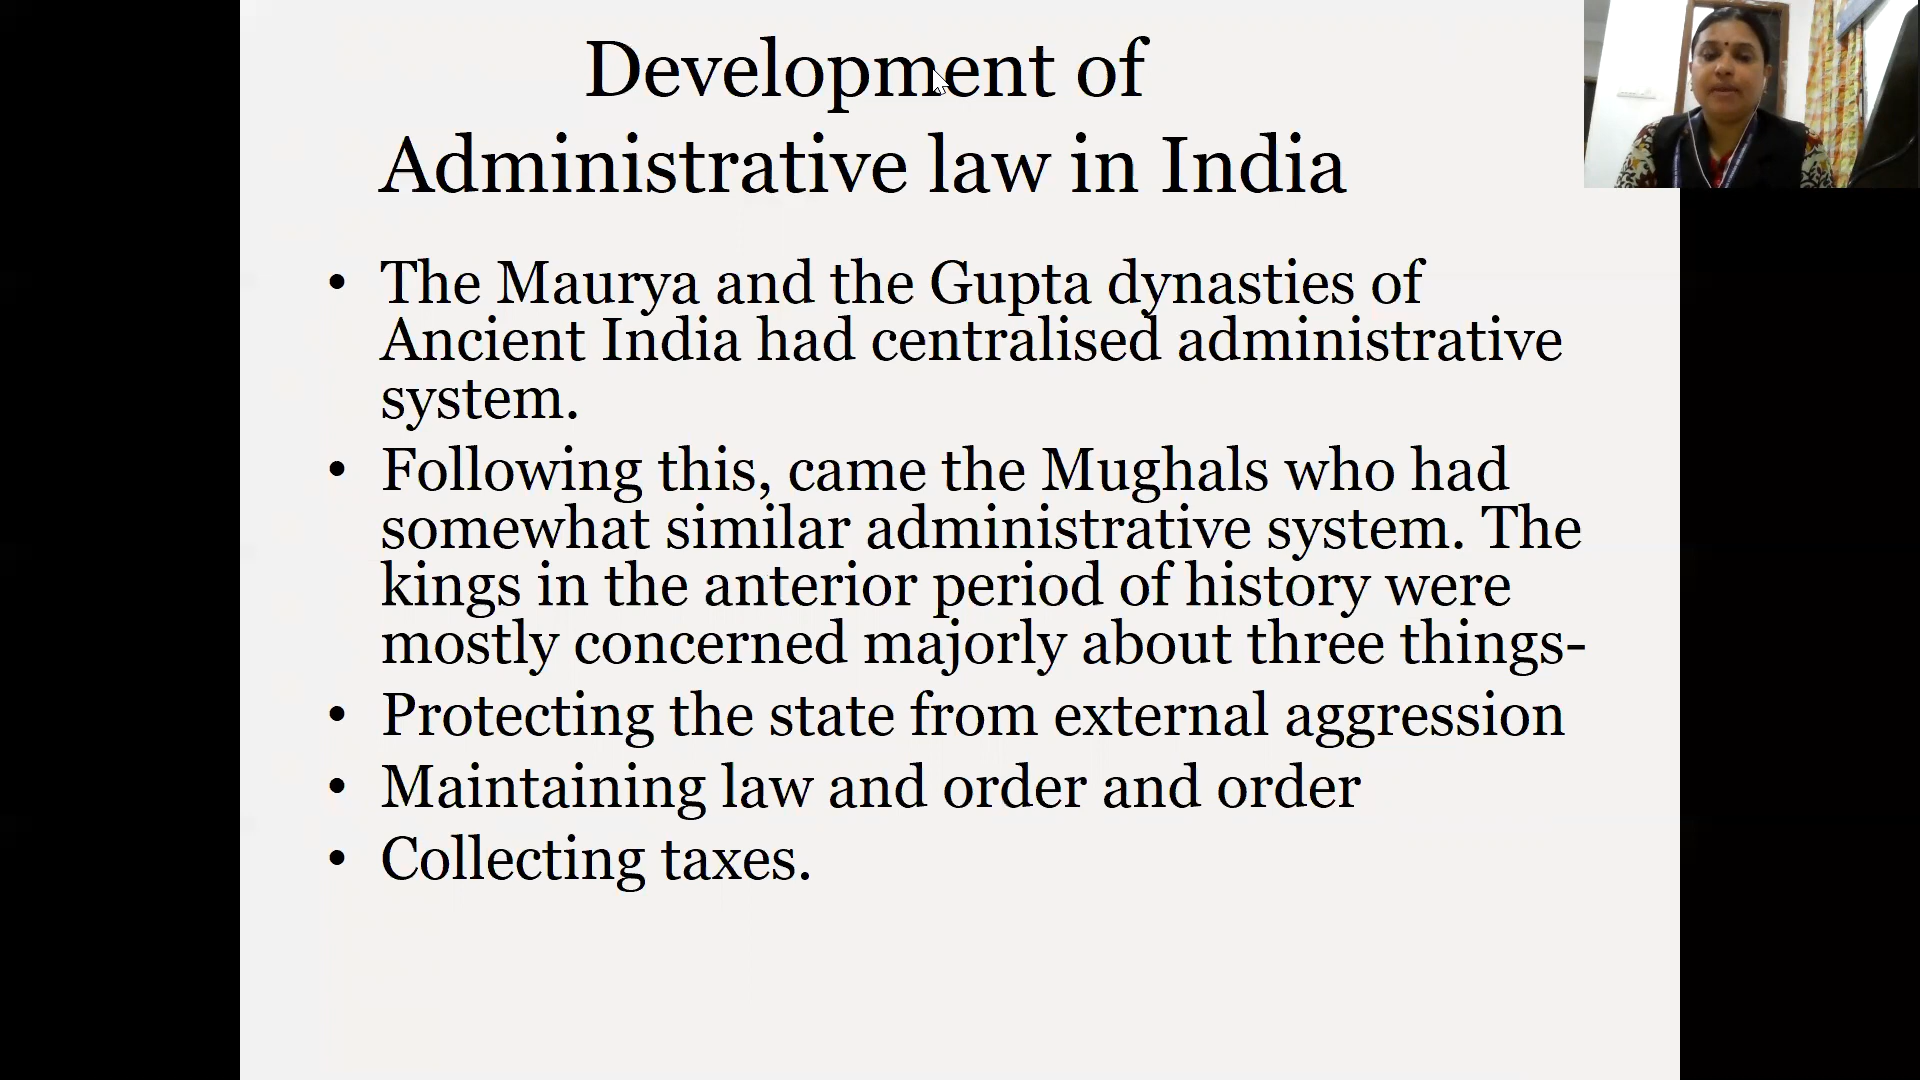 Development of
Administrative law in India
• The Maurya and the Gupta dynasties of
Ancient India had centralised administrative
system.
• Following this, came the Mughals who had
somewhat similar administrative system. The
kings in the anterior period of history were
mostly concerned majorly about three things-
• Protecting the state from external aggression
• Maintaining law and order and order
• Collecting taxes.